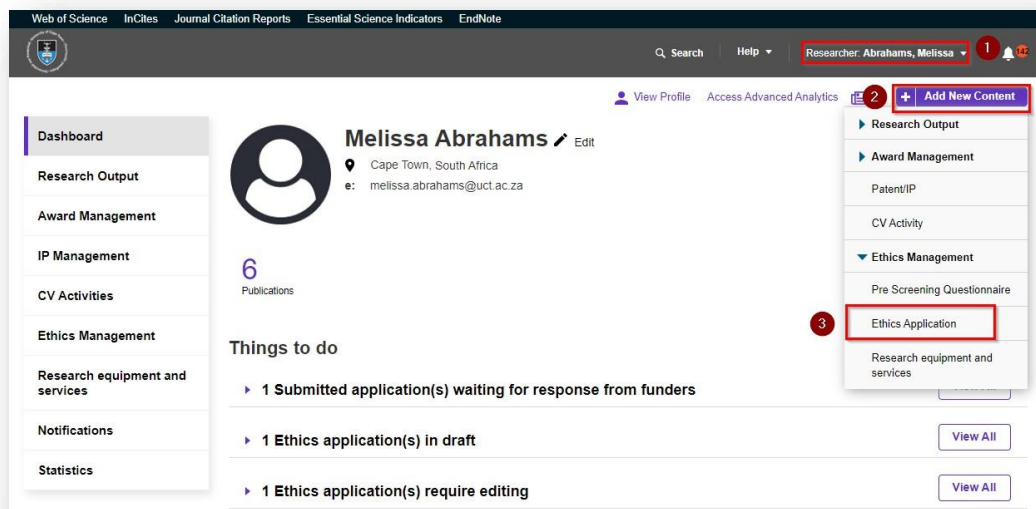 Web of Science InCites Journal Citation Reports Essential Science Indicators EndNote
Search Help Researcher: Abrahams, Melissa 1 142
View Profile Access Advanced Analytics 2 + Add New Content
Dashboard
Research Output
Award Management
IP Management
CV Activities
Ethics Management
Research equipment and
services
Notifications
Statistics
Melissa Abrahams Edit
Cape Town, South Africa
e: melissa.abrahams@uct.ac.za
6
Publications
Research Output
Award Management
Patent/IP
CV Activity
Ethics Management
Pre Screening Questionnaire
3 Ethics Application
Research equipment and
services
Things to do
1 Submitted application(s) waiting for response from funders
1 Ethics application(s) in draft View All
1 Ethics application(s) require editing View All